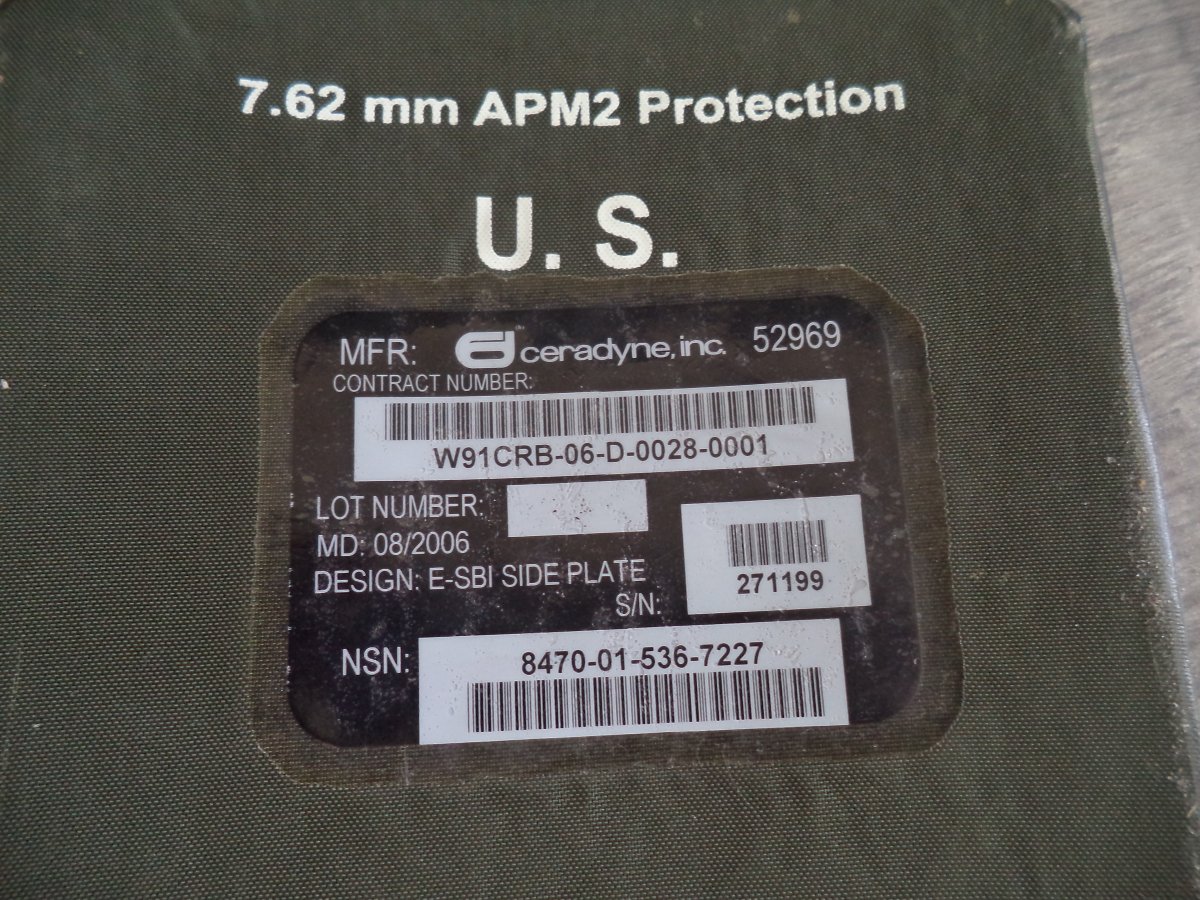 7.62 mm APM2 Protection
U. S.
MFR: ceradyne, inc. 52969
CONTRACT NUMBER:
W91CRB-06-D-0028-0001
LOT NUMBER:
MD: 08/2006
DESIGN: E-SBI SIDE PLATE
S/N: 271199
NSN: 8470-01-536-7227